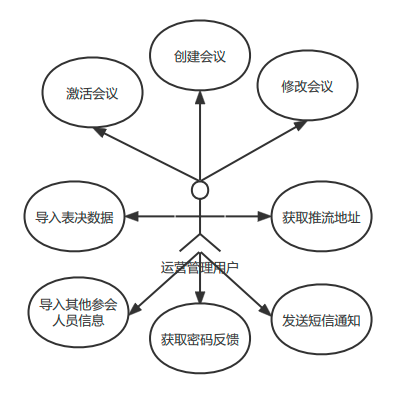 创建会议
激活会议
修改会议
导入表决数据
获取推流地址
运营管理用户
导入其他参会
人员信息
获取密码反馈
发送短信通知